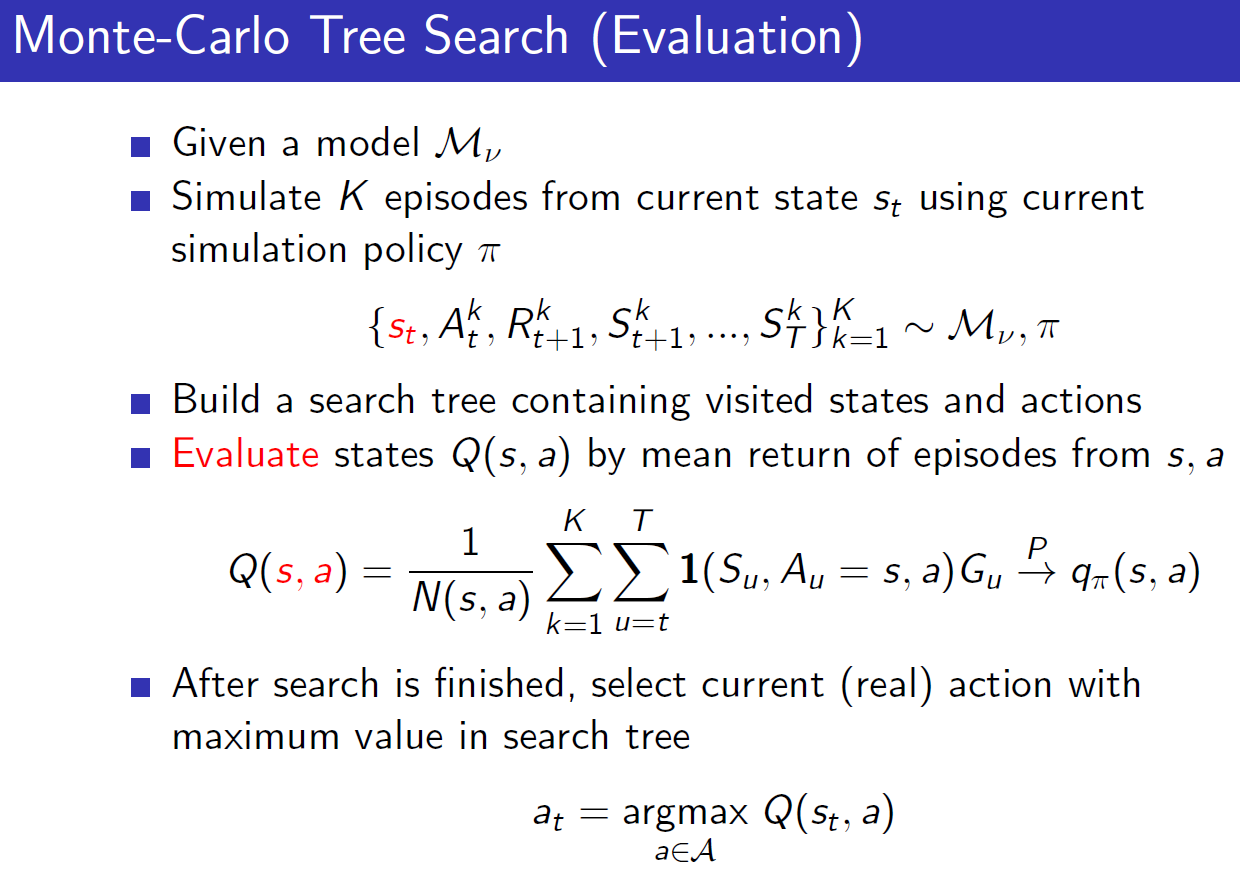 Monte-Carlo Tree Search (Evaluation)
Given a model $\mathcal{M}_\nu$
Simulate $K$ episodes from current state $s_t$ using current
simulation policy $\pi$
$\{s_t, A_t^k, R_{t+1}^k, S_{t+1}^k, ..., S_T^k\}_{k=1}^K \sim \mathcal{M}_\nu, \pi$
Build a search tree containing visited states and actions
Evaluate states $Q(s, a)$ by mean return of episodes from $s, a$
$Q(s, a) = \frac{1}{N(s, a)} \sum_{k=1}^{K} \sum_{u=t}^{T} \mathbf{1}(S_u, A_u = s, a) G_u \overset{P}{\to} q_\pi(s, a)$
After search is finished, select current (real) action with
maximum value in search tree
$a_t = \underset{a \in \mathcal{A}}{\operatorname{argmax}} \; Q(s_t, a)$